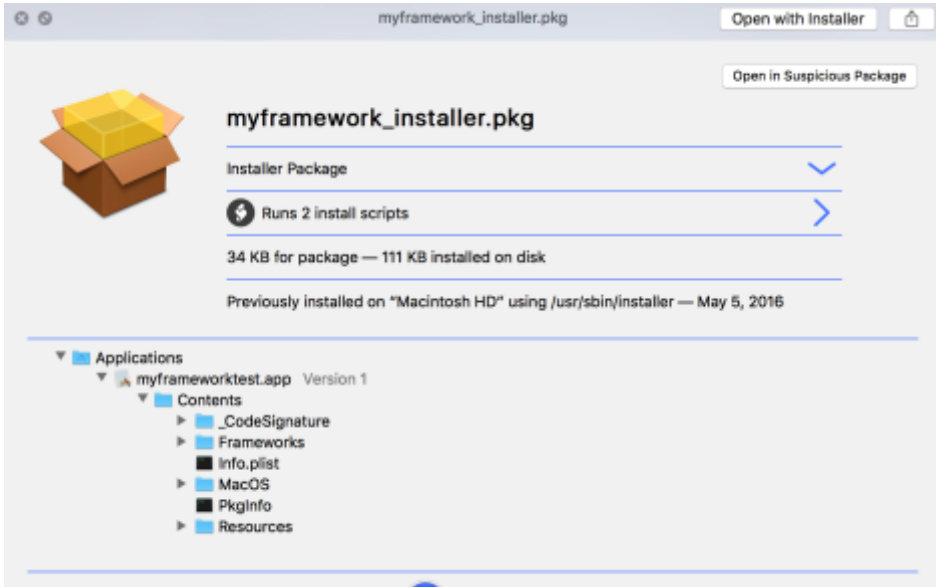 myframework_installer.pkg
Open with Installer
Open in Suspicious Package
myframework_installer.pkg
Installer Package
Runs 2 install scripts
34 KB for package — 111 KB installed on disk
Previously installed on "Macintosh HD" using /usr/sbin/installer — May 5, 2016
Applications
myframeworktest.app Version 1
Contents
_CodeSignature
Frameworks
Info.plist
MacOS
PkgInfo
Resources